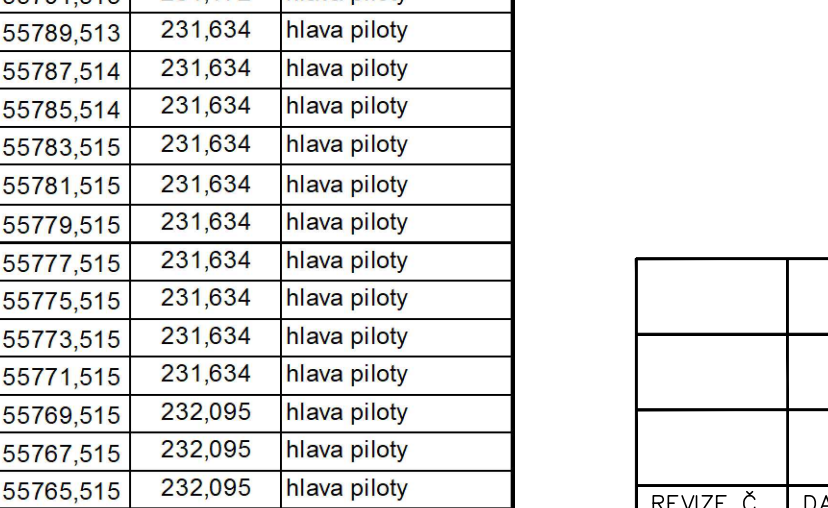 55789,513 231,634 hlava piloty
55787,514 231,634 hlava piloty
55785,514 231,634 hlava piloty
55783,515 231,634 hlava piloty
55781,515 231,634 hlava piloty
55779,515 231,634 hlava piloty
55777,515 231,634 hlava piloty
55775,515 231,634 hlava piloty
55773,515 231,634 hlava piloty
55771,515 231,634 hlava piloty
55769,515 232,095 hlava piloty
55767,515 232,095 hlava piloty
55765,515 232,095 hlava piloty
REVIZE Č DA